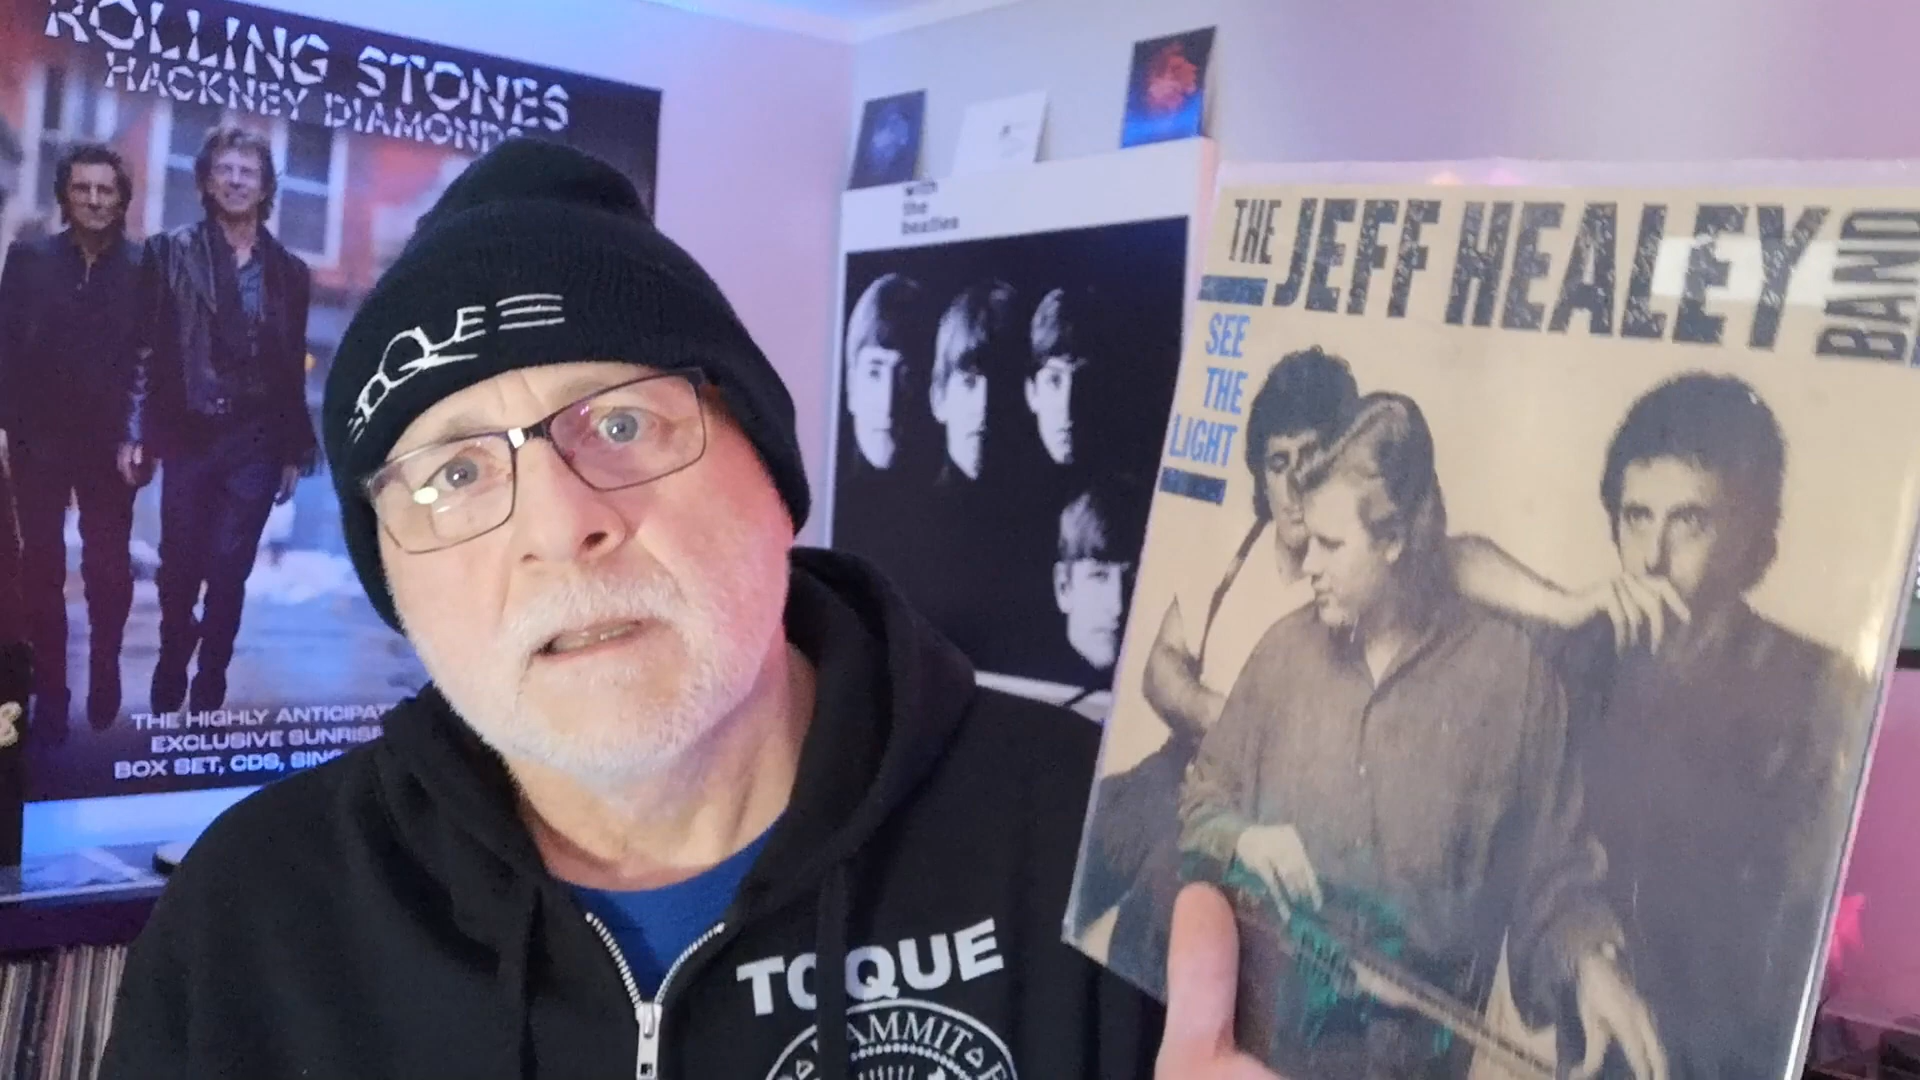 ROLLING STONES
HACKNEY DIAMONDS
THE HIGHLY ANTICIPAT
EXCLUSIVE SUNRISE
BOX SET, CDS, SING
TOQUE
TOQUE
with
the
beatles
THE JEFF HEALEY BAND
SEE
THE
LIGHT